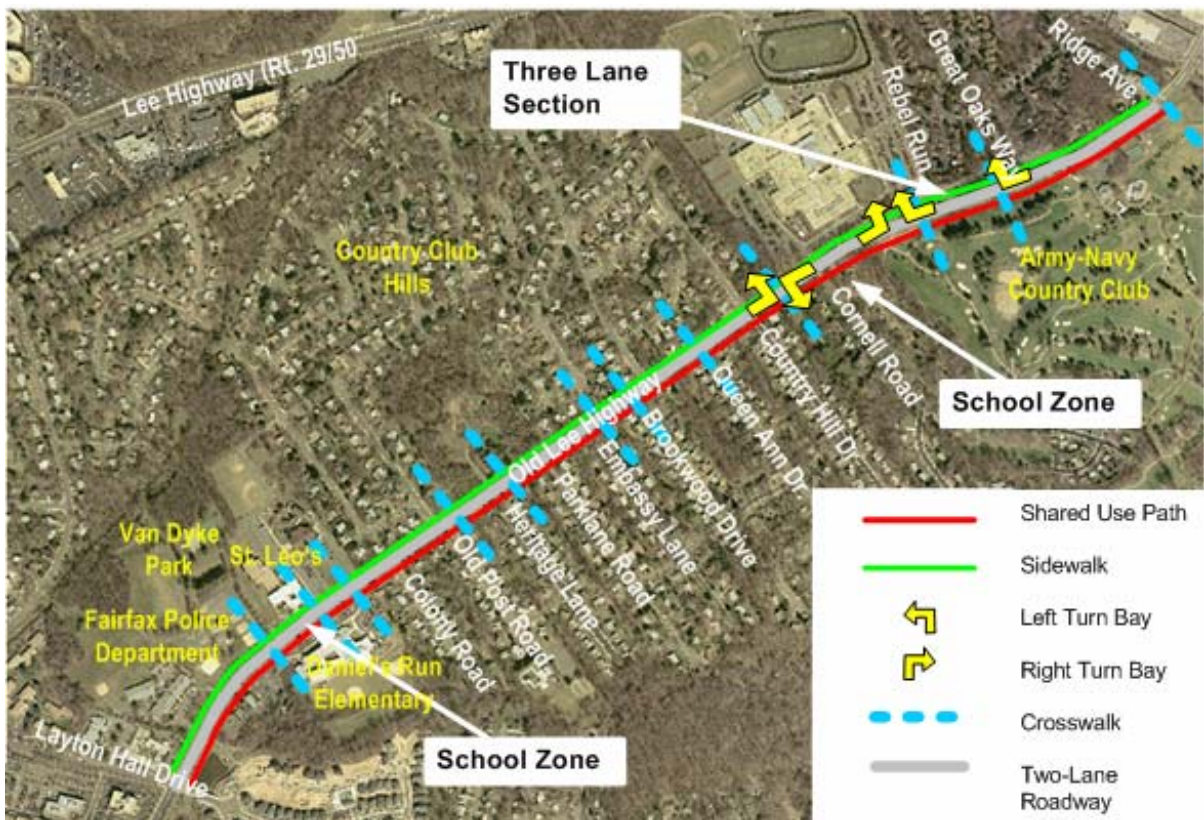 Lee Highway (Rt. 29/50
Three Lane
Section
Rebel Run
Great Oaks Way
Ridge Ave.
Country Club
Hills
Army-Navy
Country Club
Cornell Road
School Zone
Country Hill Dr.
Queen Ann Dr.
Brookwood Drive
Embassy Lane
Old Lee Highway
Parklane Road
Heritage Lane
Old Post Road
Colony Road
Van Dyke
Park
St. Leo's
Fairfax Police
Department
Daniel's Run
Elementary
School Zone
Layton Hall Drive
Shared Use Path
Sidewalk
Left Turn Bay
Right Turn Bay
Crosswalk
Two-Lane
Roadway